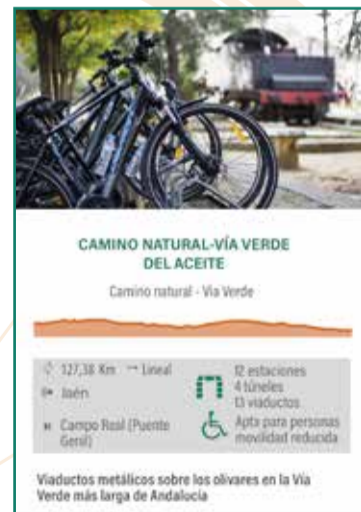 CAMINO NATURAL-VÍA VERDE
DEL ACEITE
Camino natural - Vía Verde
127,38 Km Lineal
Jaén
Campo Real (Puente
Genil)
12 estaciones
4 túneles
13 viaductos
Apta para personas
movilidad reducida
Viaductos metálicos sobre los olivares en la Vía
Verde más larga de Andalucía